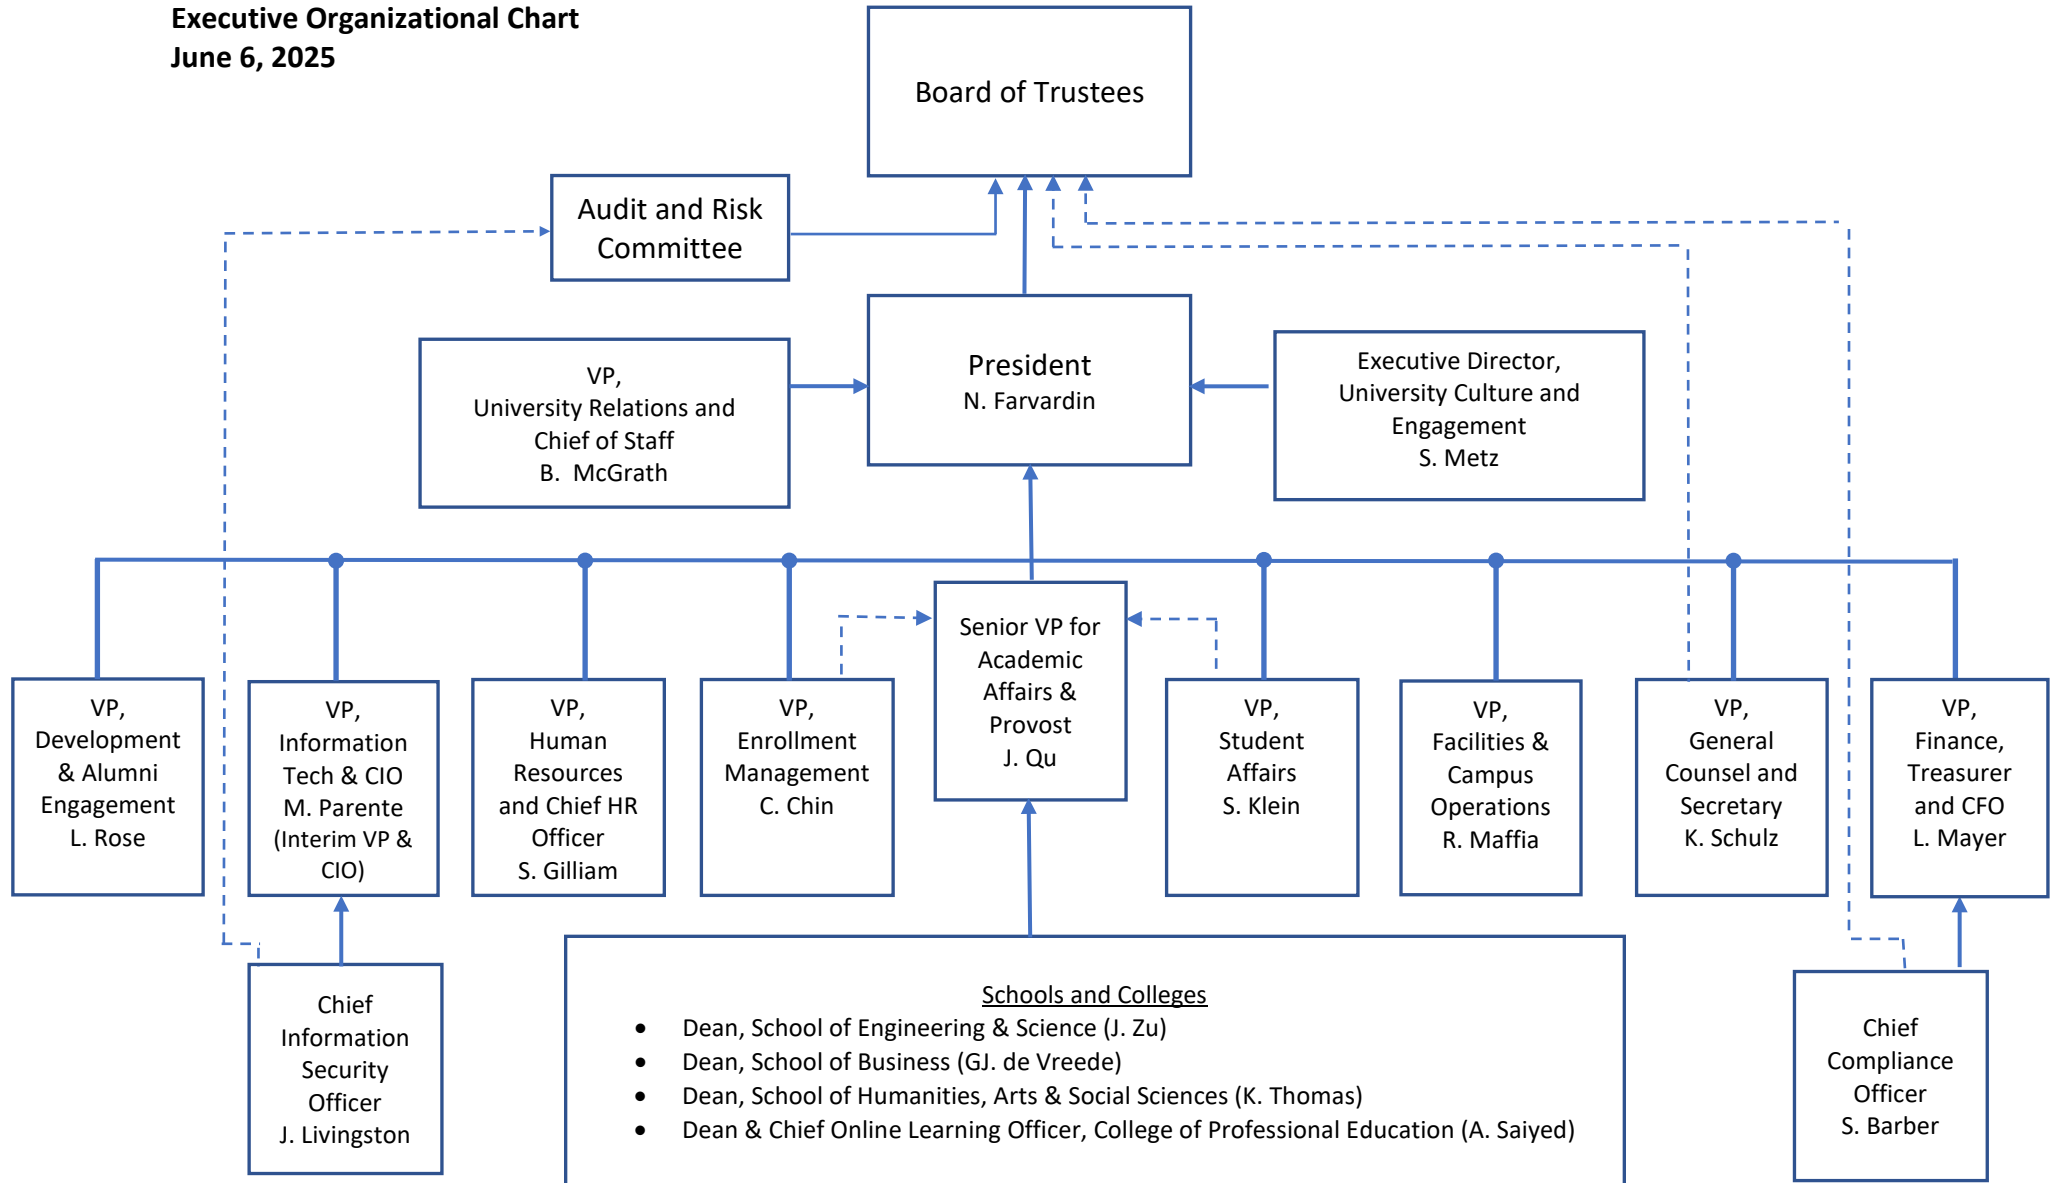 Executive Organizational Chart
June 6, 2025
Board of Trustees
Audit and Risk
Committee
VP,
University Relations and
Chief of Staff
B. McGrath
President
N. Farvardin
Executive Director,
University Culture and
Engagement
S. Metz
VP,
Development
& Alumni
Engagement
L. Rose
VP,
Information
Tech & CIO
M. Parente
(Interim VP &
CIO)
VP,
Human
Resources
and Chief HR
Officer
S. Gilliam
VP,
Enrollment
Management
C. Chin
Senior VP for
Academic
Affairs &
Provost
J. Qu
VP,
Student
Affairs
S. Klein
VP,
Facilities &
Campus
Operations
R. Maffia
VP,
General
Counsel and
Secretary
K. Schulz
VP,
Finance,
Treasurer
and CFO
L. Mayer
Chief
Information
Security
Officer
J. Livingston
Schools and Colleges
• Dean, School of Engineering & Science (J. Zu)
• Dean, School of Business (GJ. de Vreede)
• Dean, School of Humanities, Arts & Social Sciences (K. Thomas)
• Dean & Chief Online Learning Officer, College of Professional Education (A. Saiyed)
Chief
Compliance
Officer
S. Barber